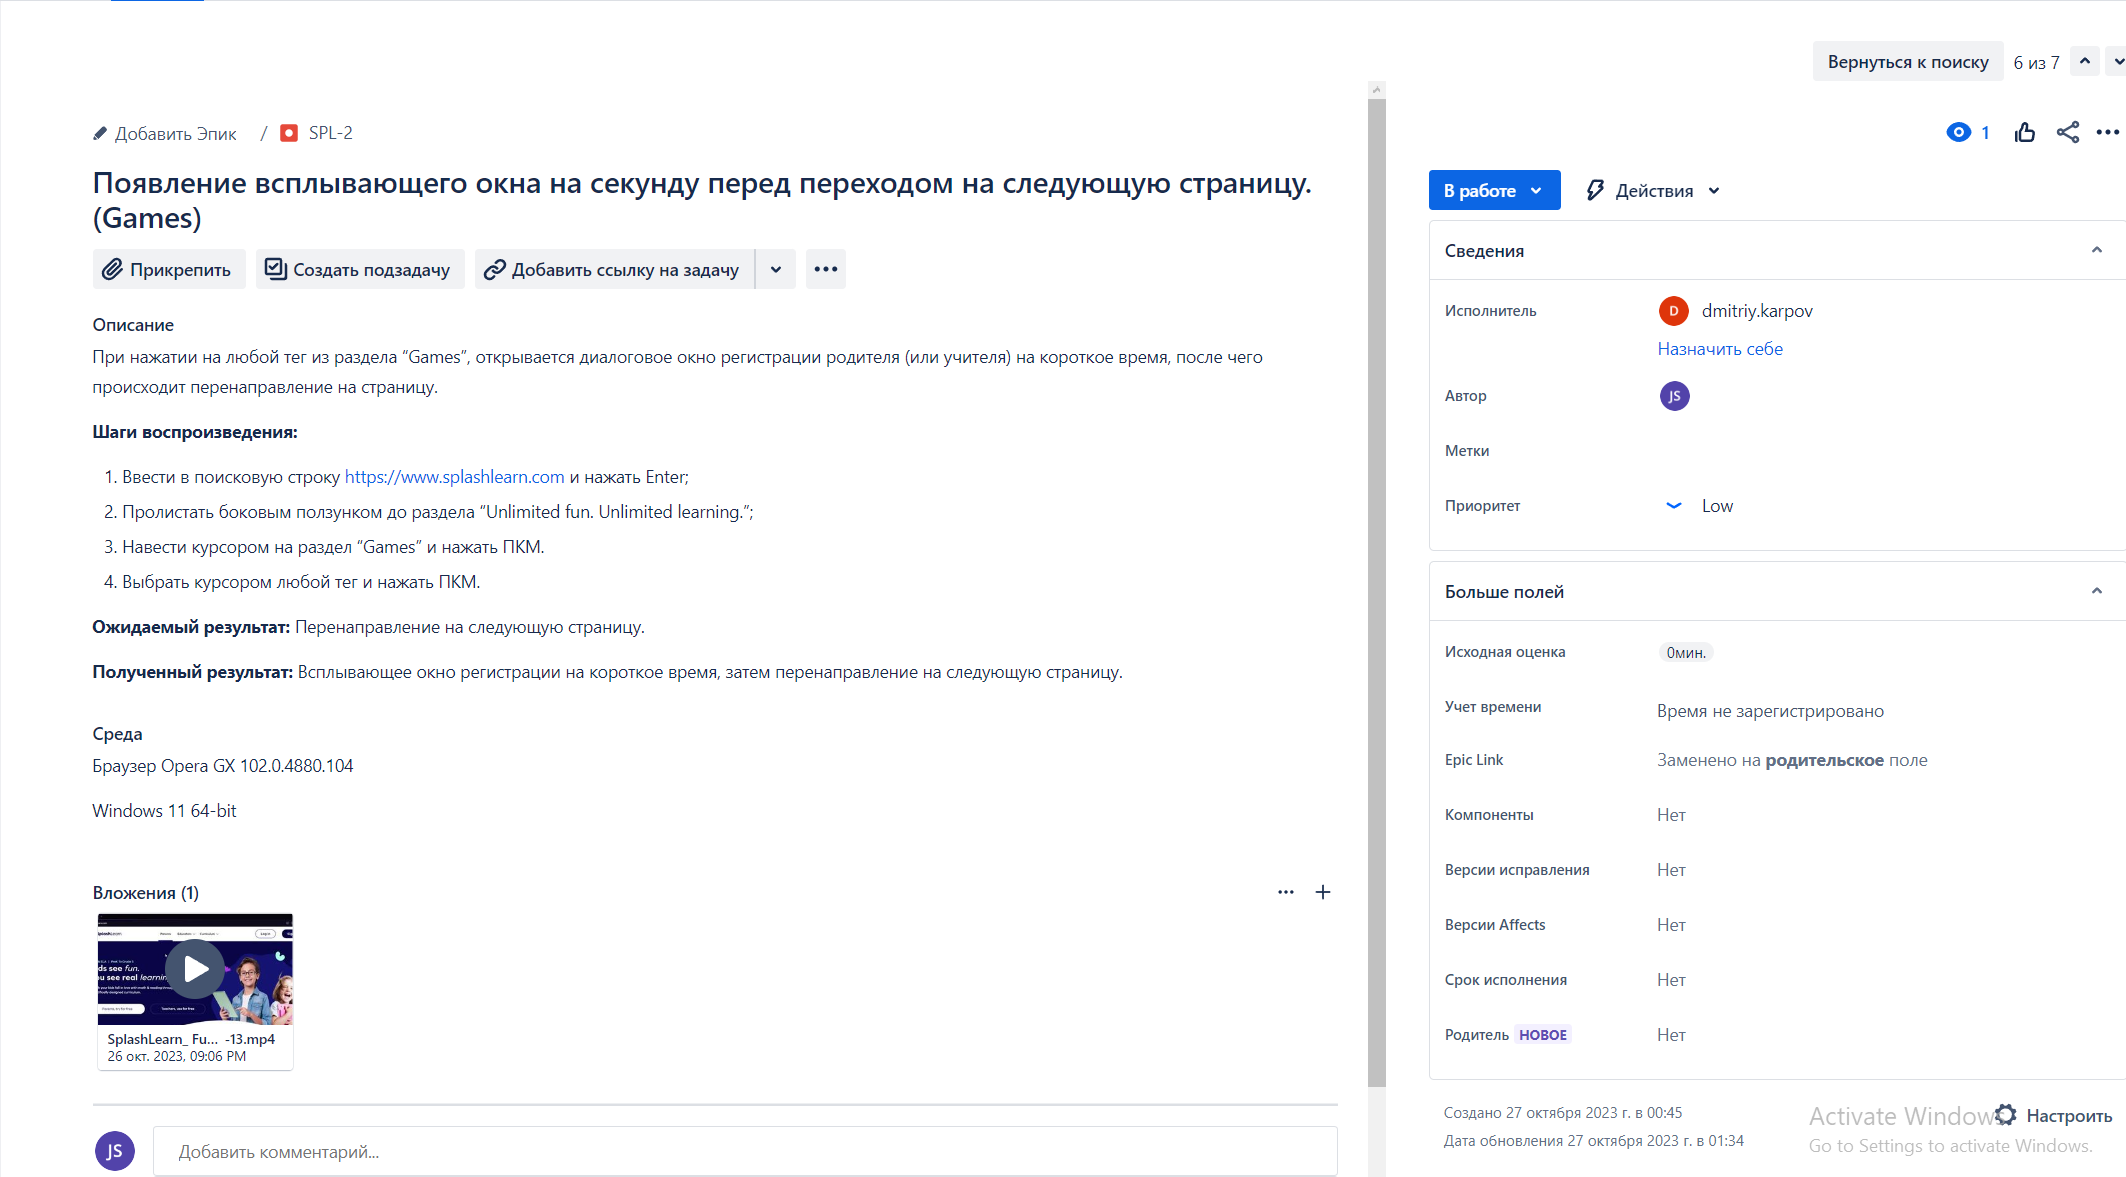 Вернуться к поиску
6 из 7
Добавить Эпик / SPL-2
1
Появление всплывающего окна на секунду перед переходом на следующую страницу.
(Games)
В работе
Действия
Прикрепить
Создать подзадачу
Добавить ссылку на задачу
Описание
При нажатии на любой тег из раздела “Games”, открывается диалоговое окно регистрации родителя (или учителя) на короткое время, после чего
происходит перенаправление на страницу.
Шаги воспроизведения:
1. Ввести в поисковую строку https://www.splashlearn.com и нажать Enter;
2. Пролистать боковым ползунком до раздела “Unlimited fun. Unlimited learning.”;
3. Навести курсором на раздел “Games” и нажать ПКМ.
4. Выбрать курсором любой тег и нажать ПКМ.
Ожидаемый результат: Перенаправление на следующую страницу.
Полученный результат: Всплывающее окно регистрации на короткое время, затем перенаправление на следующую страницу.
Среда
Браузер Opera GX 102.0.4880.104
Windows 11 64-bit
Вложения (1)
ds see fun.
u see real learnin
SplashLearn_ Fu... -13.mp4
26 окт. 2023, 09:06 PM
JS
Добавить комментарий...
Сведения
Исполнитель
D dmitriy.karpov
Назначить себе
Автор
JS
Метки
Приоритет
Low
Больше полей
Исходная оценка
0мин.
Учет времени
Время не зарегистрировано
Epic Link
Заменено на родительское поле
Компоненты
Нет
Версии исправления
Нет
Версии Affects
Нет
Срок исполнения
Нет
Родитель НОВОЕ
Нет
Создано 27 октября 2023 г. в 00:45
Дата обновления 27 октября 2023 г. в 01:34
Настроить
Activate Windows
Go to Settings to activate Windows.